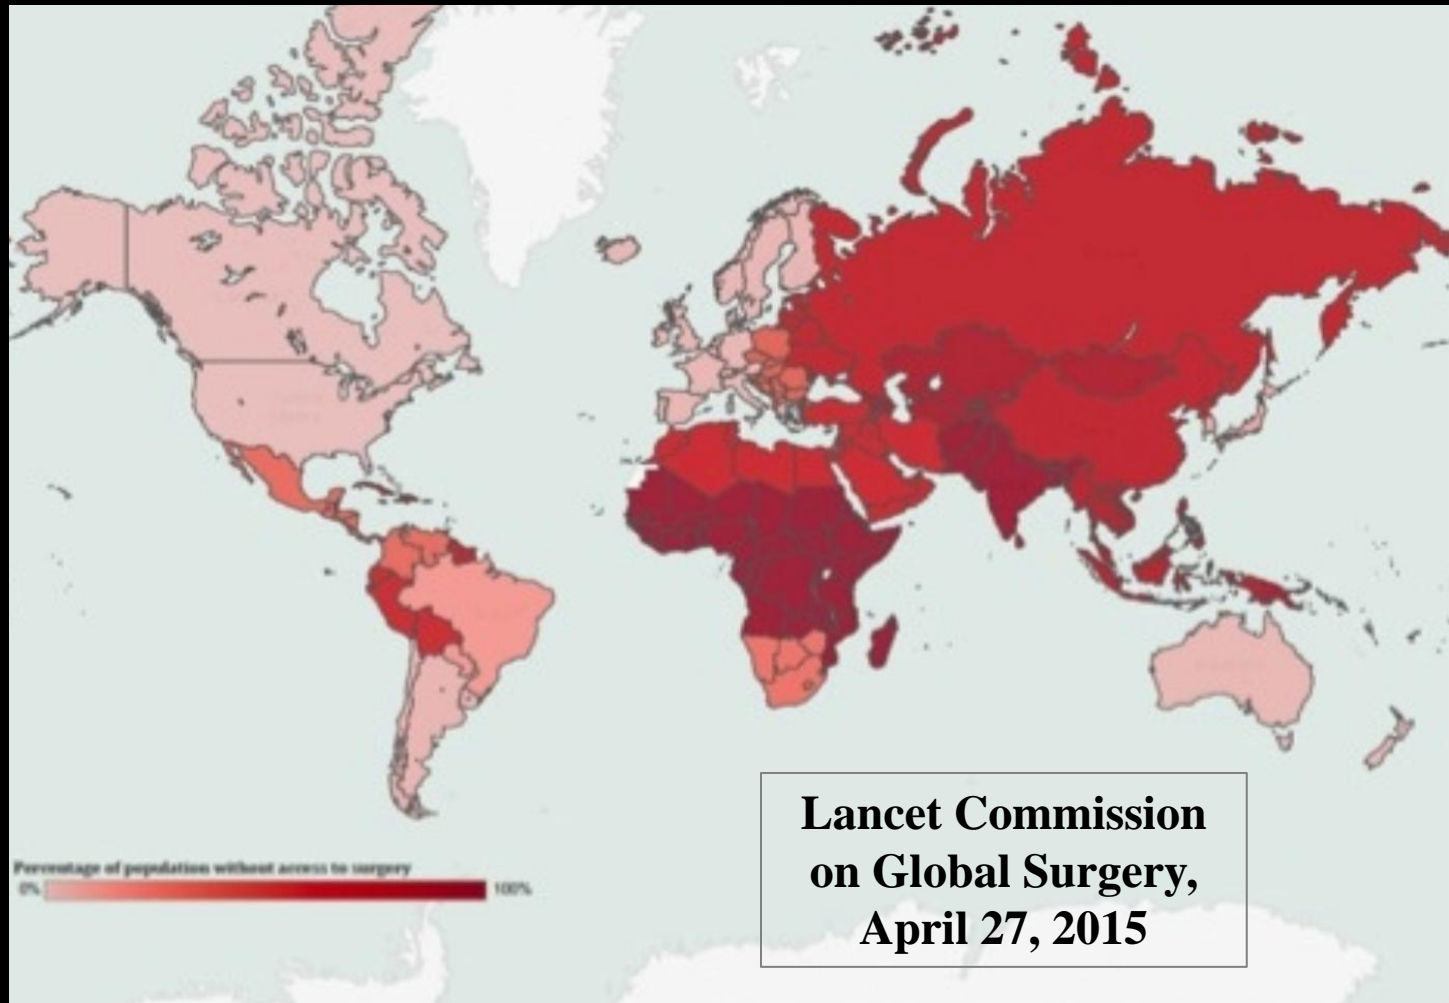 Percentage of population without access to surgery
0%
100%
Lancet Commission
on Global Surgery,
April 27, 2015